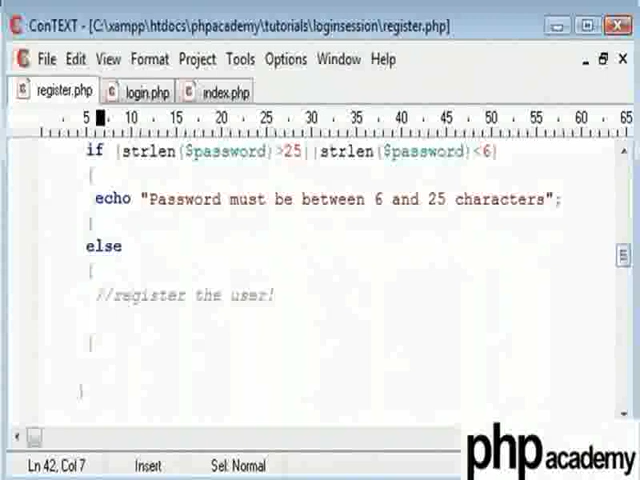 ConTEXT - [C:\xampp\htdocs\phpacademy\tutorials\loginsession\register.php]
File Edit View Format Project Tools Options Window Help
register.php login.php index.php
5 10 15 20 25 30 35 40 45 50 55 60 65
if (strlen($password)>25||strlen($password)<6)
{
echo "Password must be between 6 and 25 characters";
}
else
{
//register the user!
}
}
Ln 42, Col 7 Insert Sel: Normal
php academy